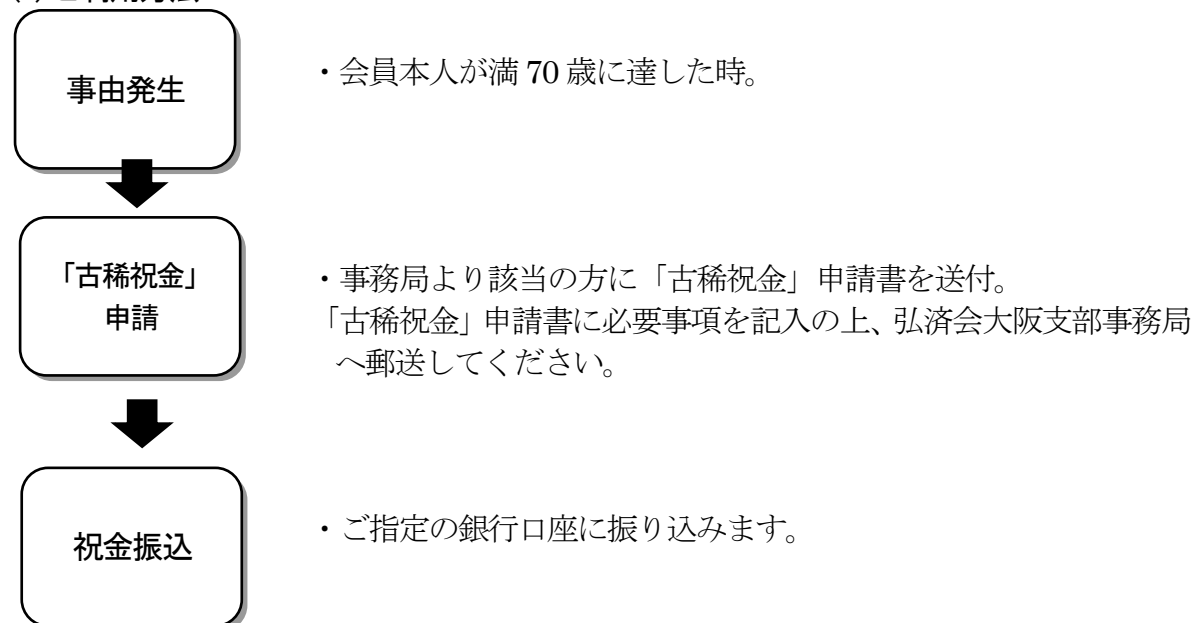 事由発生
・会員本人が満 70 歳に達した時。
「古稀祝金」
申請
・事務局より該当の方に「古稀祝金」申請書を送付。
「古稀祝金」申請書に必要事項を記入の上、弘済会大阪支部事務局
へ郵送してください。
祝金振込
・ご指定の銀行口座に振り込みます。